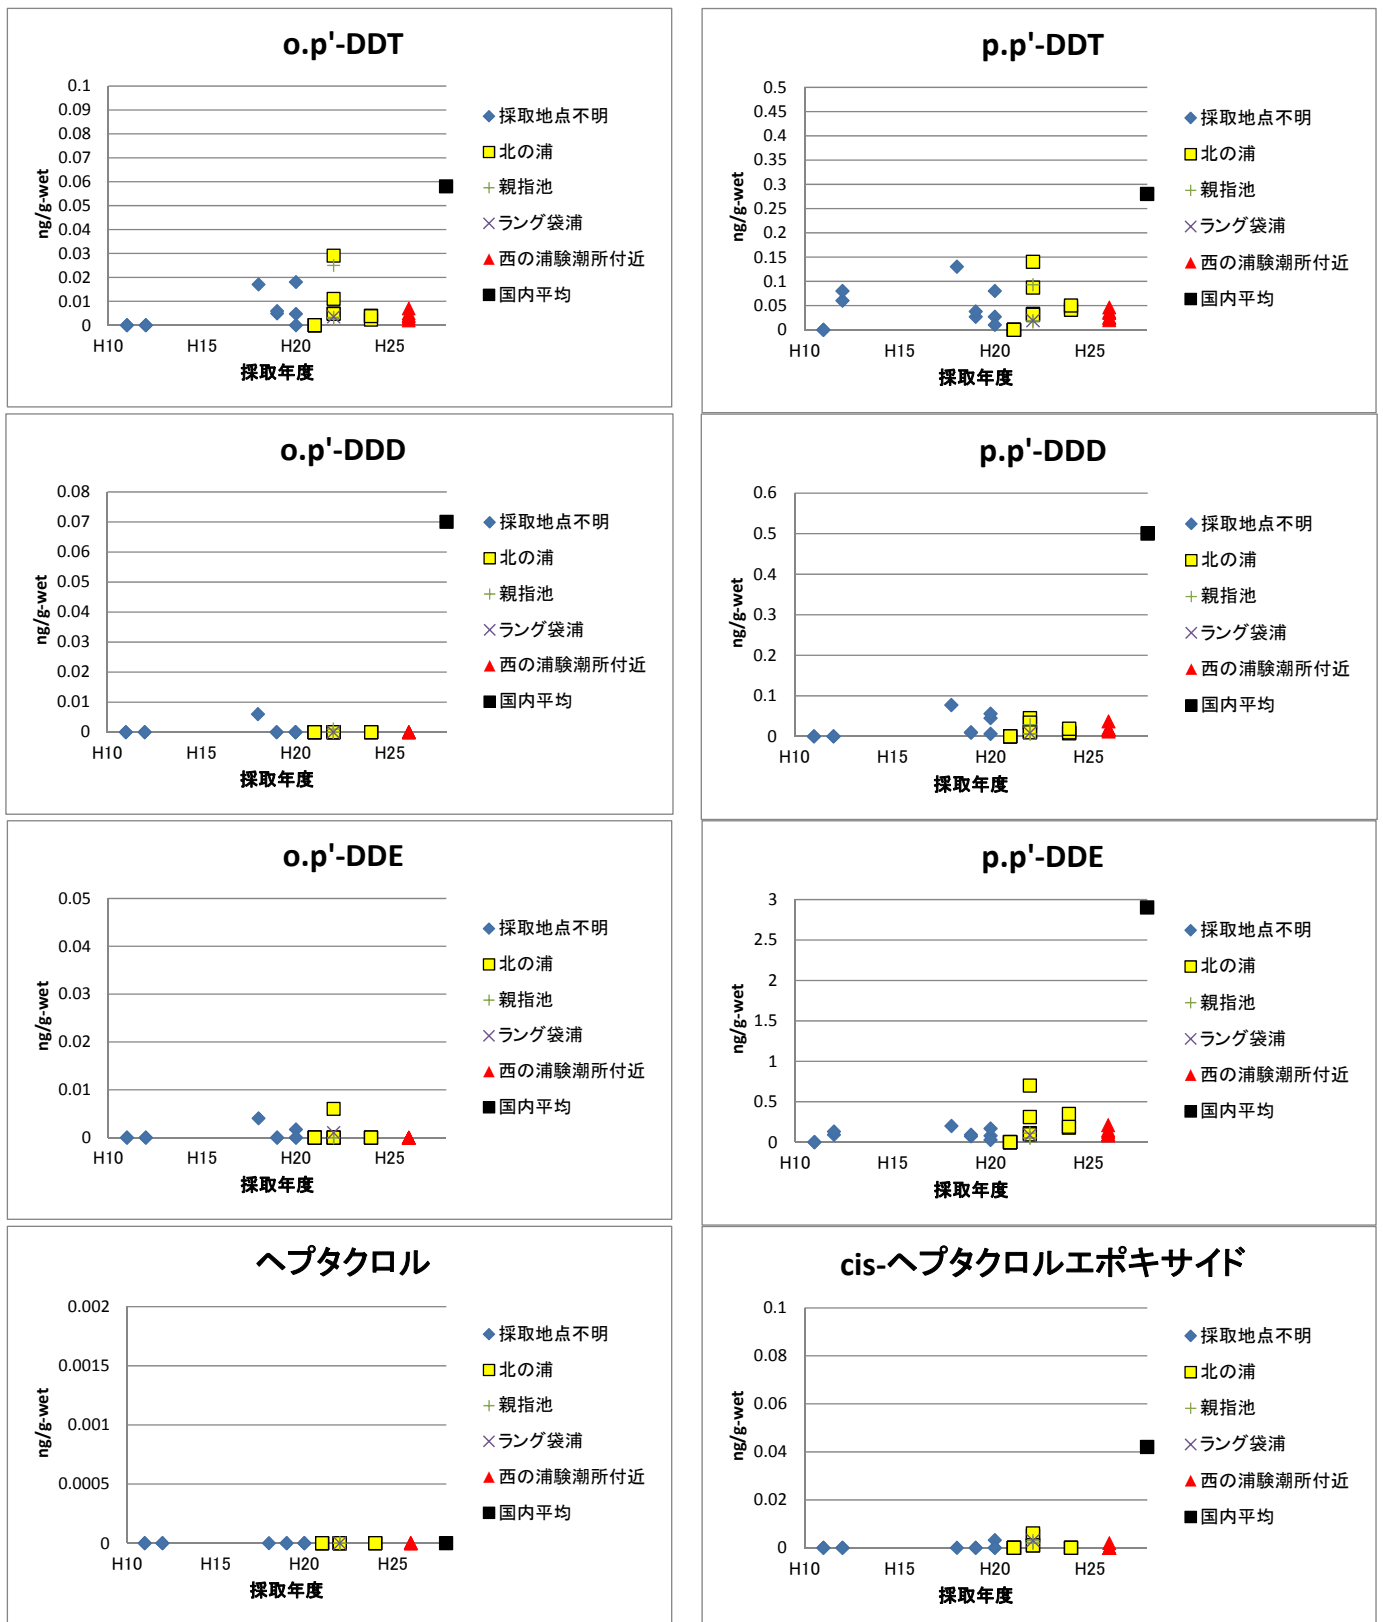 o.p'-DDT
0.1
0.09
0.08
0.07
0.06
0.05
0.04
0.03
0.02
0.01
0
ng/g-wet
H10 H15 H20 H25
採取年度
採取地点不明
北の浦
親指池
ラング袋浦
西の浦験潮所付近
国内平均
p.p'-DDT
0.5
0.45
0.4
0.35
0.3
0.25
0.2
0.15
0.1
0.05
0
ng/g-wet
H10 H15 H20 H25
採取年度
採取地点不明
北の浦
親指池
ラング袋浦
西の浦験潮所付近
国内平均
o.p'-DDD
0.08
0.07
0.06
0.05
0.04
0.03
0.02
0.01
0
ng/g-wet
H10 H15 H20 H25
採取年度
採取地点不明
北の浦
親指池
ラング袋浦
西の浦験潮所付近
国内平均
p.p'-DDD
0.6
0.5
0.4
0.3
0.2
0.1
0
ng/g-wet
H10 H15 H20 H25
採取年度
採取地点不明
北の浦
親指池
ラング袋浦
西の浦験潮所付近
国内平均
o.p'-DDE
0.05
0.04
0.03
0.02
0.01
0
ng/g-wet
H10 H15 H20 H25
採取年度
採取地点不明
北の浦
親指池
ラング袋浦
西の浦験潮所付近
国内平均
p.p'-DDE
3
2.5
2
1.5
1
0.5
0
ng/g-wet
H10 H15 H20 H25
採取年度
採取地点不明
北の浦
親指池
ラング袋浦
西の浦験潮所付近
国内平均
ヘプタクロル
0.002
0.0015
0.001
0.0005
0
ng/g-wet
H10 H15 H20 H25
採取年度
採取地点不明
北の浦
親指池
ラング袋浦
西の浦験潮所付近
国内平均
cis-ヘプタクロルエポキサイド
0.1
0.08
0.06
0.04
0.02
0
ng/g-wet
H10 H15 H20 H25
採取年度
採取地点不明
北の浦
親指池
ラング袋浦
西の浦験潮所付近
国内平均